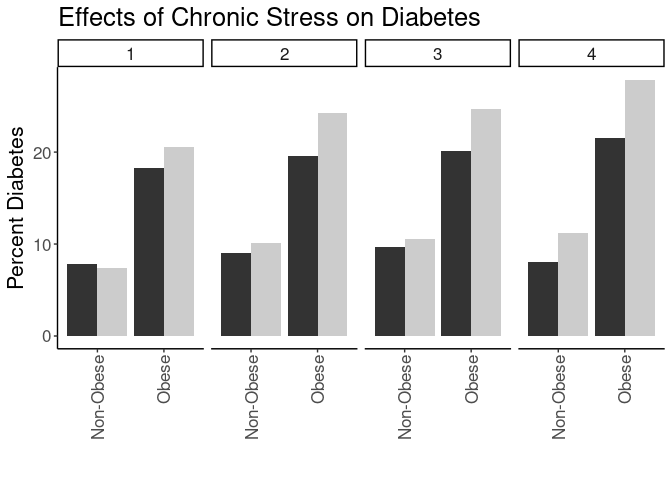 Effects of Chronic Stress on Diabetes
1 2 3 4
Percent Diabetes
20
10
0
Non-Obese Obese Non-Obese Obese Non-Obese Obese Non-Obese Obese